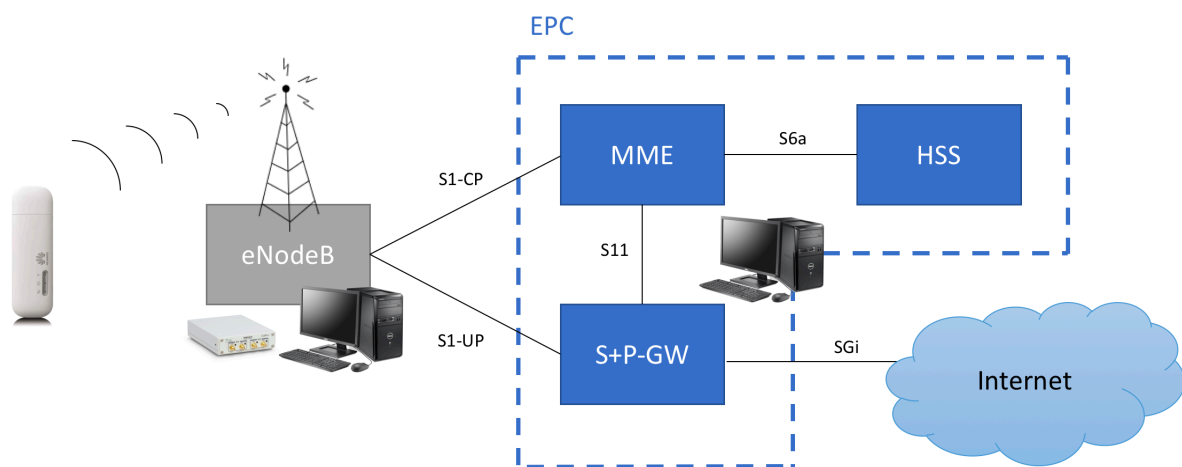 EPC
MME
S6a
HSS
S1-CP
eNodeB
S11
S1-UP
S+P-GW
SGi
Internet